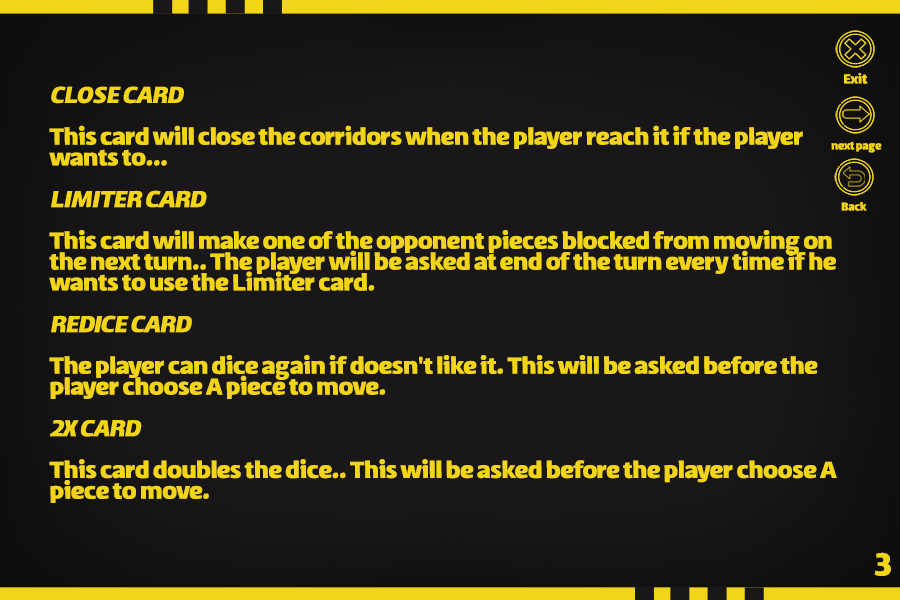 Exit
CLOSE CARD
This card will close the corridors when the player reach it if the player
wants to...
next page
LIMITER CARD
Back
This card will make one of the opponent pieces blocked from moving on
the next turn.. The player will be asked at end of the turn every time if he
wants to use the Limiter card.
REDICE CARD
The player can dice again if doesn't like it. This will be asked before the
player choose A piece to move.
2X CARD
This card doubles the dice.. This will be asked before the player choose A
piece to move.
3